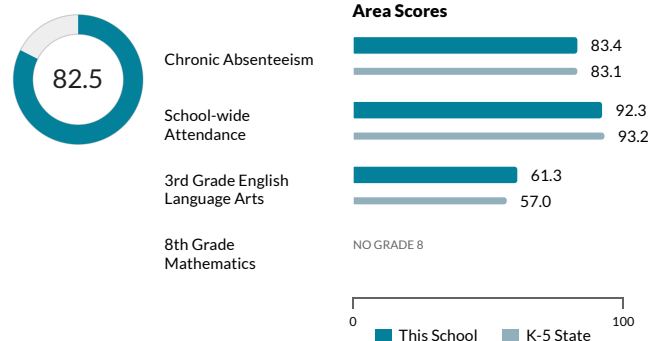 Area Scores
82.5
Chronic Absenteeism
83.4
83.1
School-wide
Attendance
92.3
93.2
3rd Grade English
Language Arts
61.3
57.0
8th Grade
Mathematics
NO GRADE 8
0
100
This School
K-5 State